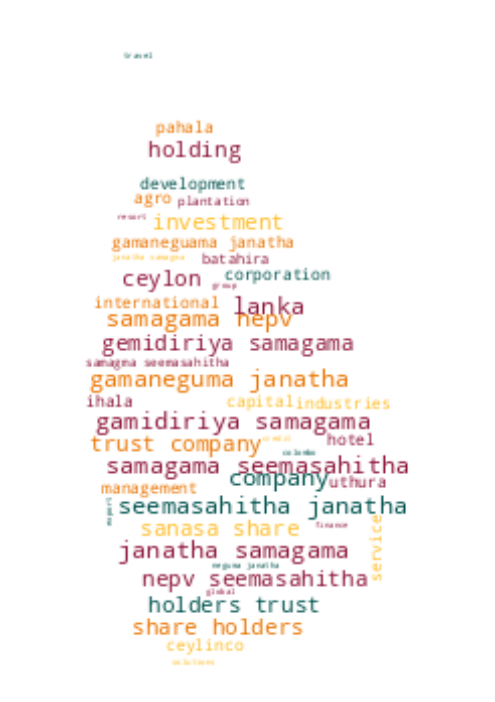 travel
pahala
holding
development
agro plantation
resort investment
gamaneguama janatha
janatha samagma batahira
ceylon corporation
group
international lanka
samagama nepv
gemidiriya samagama
samagma seemasahitha
gamaneguma janatha
ihala capital industries
gamidiriya samagama
trust company credit hotel
colombo
samagama seemasahitha
company uthura
management
export seemasahitha janatha
sanasa share finance
service
janatha samagama
neguma janatha
nepv seemasahitha
global
holders trust
share holders
ceylinco
solutions